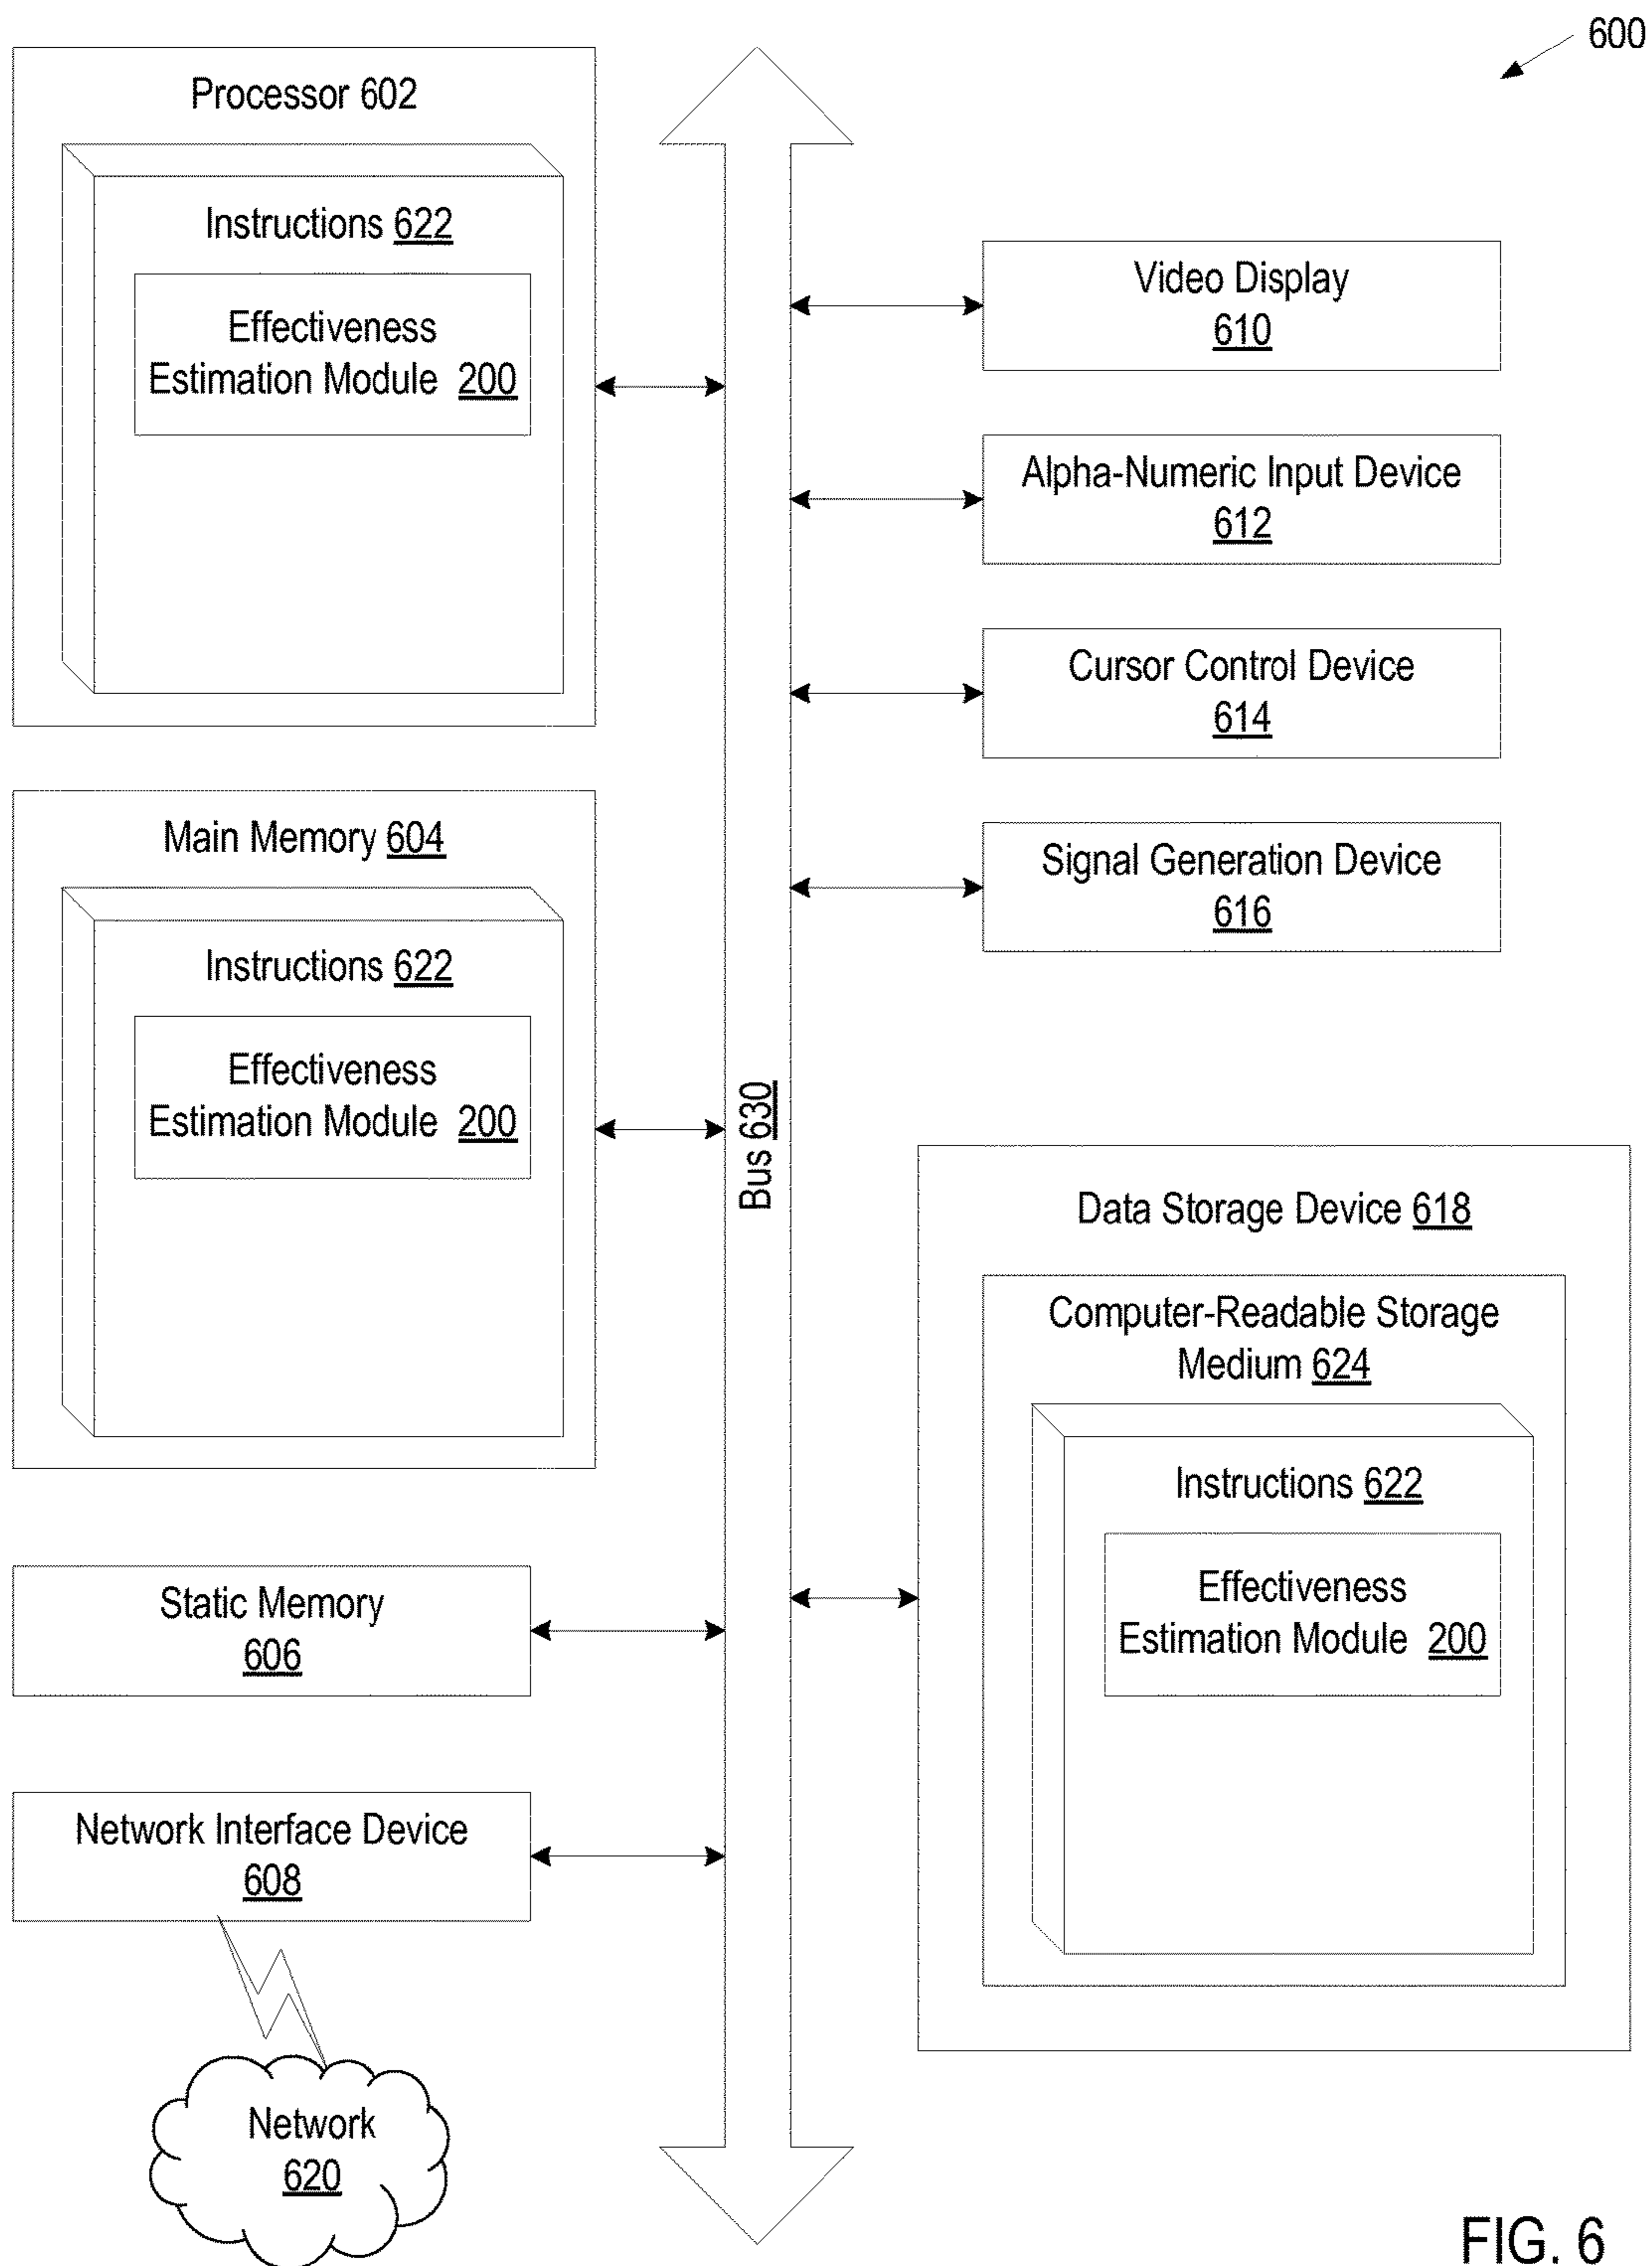 600
Processor 602
Instructions 622
Effectiveness
Estimation Module 200
Main Memory 604
Instructions 622
Effectiveness
Estimation Module 200
Static Memory
606
Network Interface Device
608
Network
620
Bus 630
Video Display
610
Alpha-Numeric Input Device
612
Cursor Control Device
614
Signal Generation Device
616
Data Storage Device 618
Computer-Readable Storage
Medium 624
Instructions 622
Effectiveness
Estimation Module 200
FIG. 6